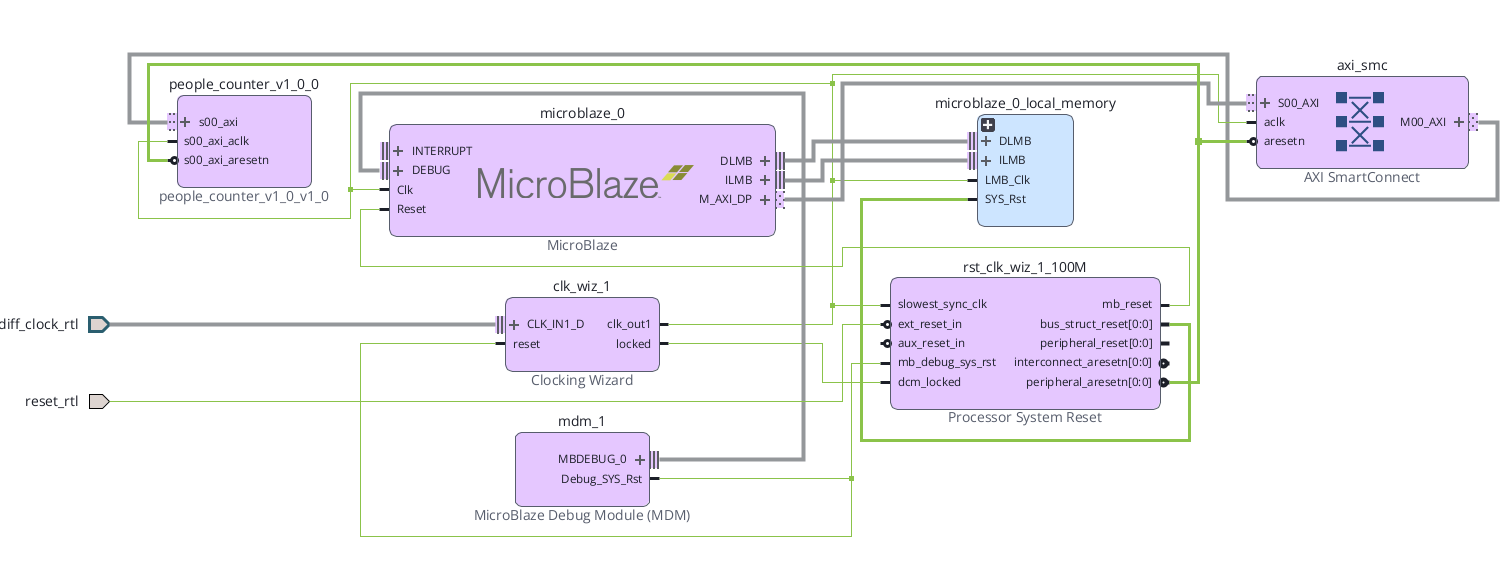 people_counter_v1_0_0
s00_axi
s00_axi_aclk
s00_axi_aresetn
people_counter_v1_0_v1_0
microblaze_0
INTERRUPT
DEBUG
Clk
Reset
MicroBlaze
DLMB
ILMB
M_AXI_DP
MicroBlaze
microblaze_0_local_memory
DLMB
ILMB
LMB_Clk
SYS_Rst
axi_smc
S00_AXI
aclk
aresetn
M00_AXI
AXI SmartConnect
diff_clock_rtl
reset_rtl
clk_wiz_1
CLK_IN1_D
reset
clk_out1
locked
Clocking Wizard
rst_clk_wiz_1_100M
slowest_sync_clk
ext_reset_in
aux_reset_in
mb_debug_sys_rst
dcm_locked
mb_reset
bus_struct_reset[0:0]
peripheral_reset[0:0]
interconnect_aresetn[0:0]
peripheral_aresetn[0:0]
Processor System Reset
mdm_1
MBDEBUG_0
Debug_SYS_Rst
MicroBlaze Debug Module (MDM)